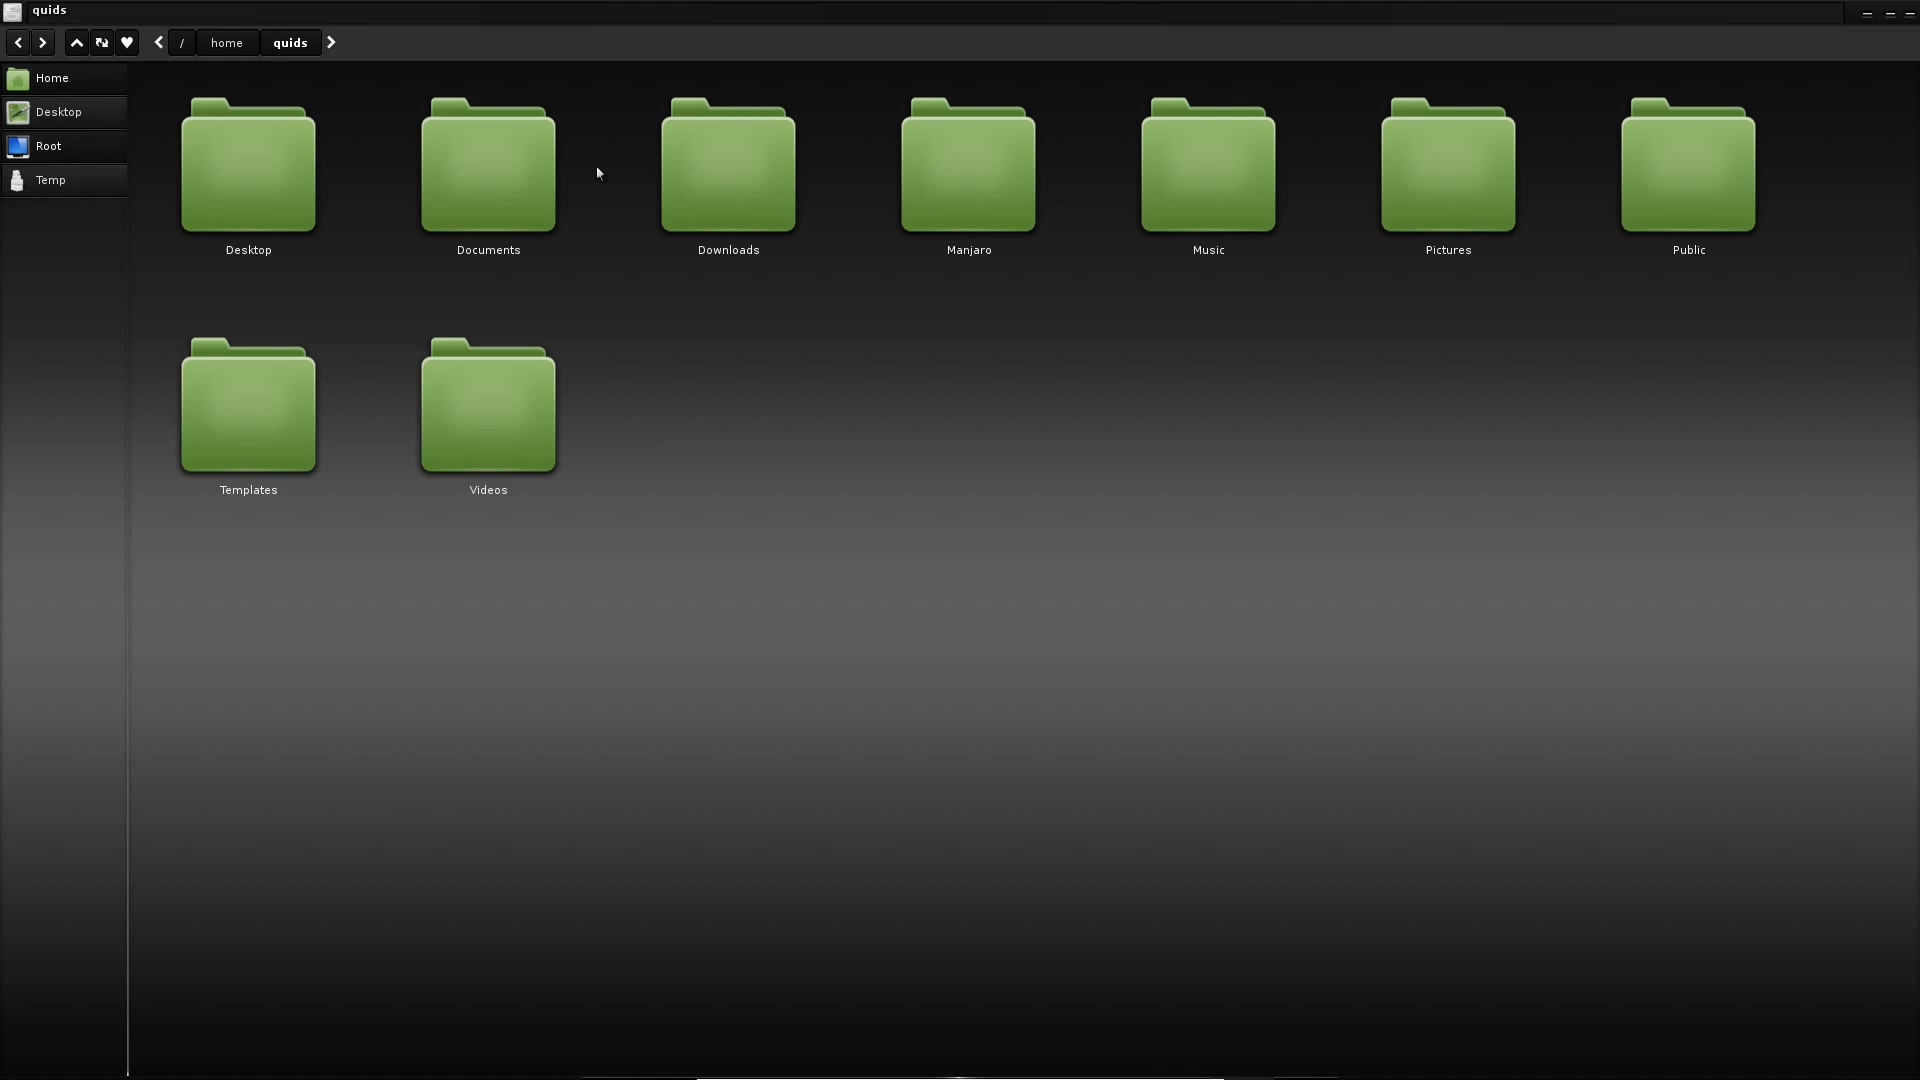 quids
/ home quids
Home
Desktop
Root
Temp
Desktop Documents Downloads Manjaro Music Pictures Public
Templates Videos